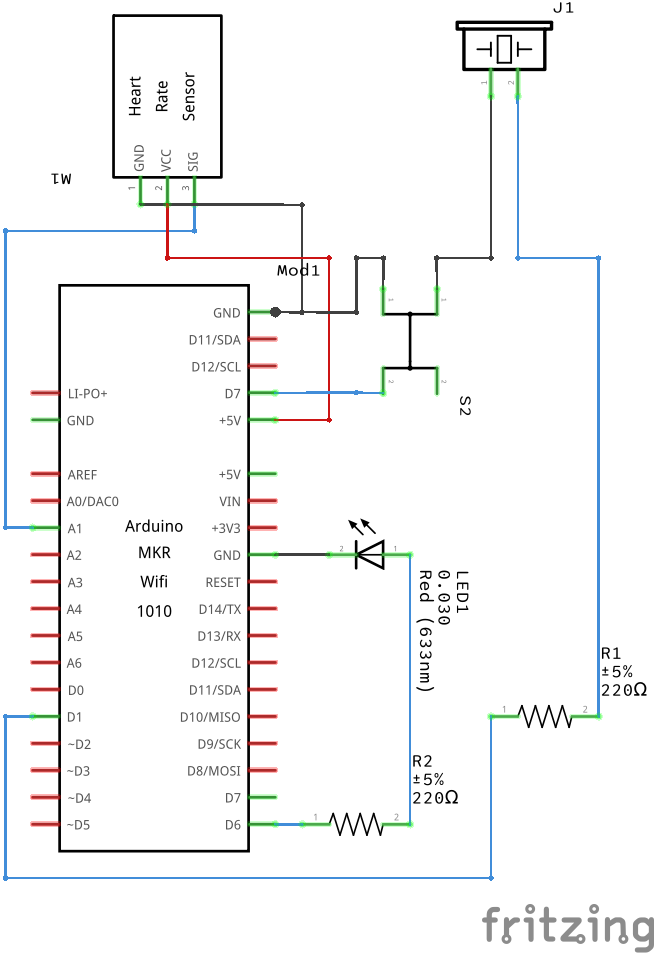 J1
1
2
Heart
Rate
Sensor
GND
VCC
SIG
1
2
3
M1
Mod1
GND
D11/SDA
D12/SCL
LI-PO+
D7
GND
+5V
1
1
2
2
S2
AREF
+5V
A0/DAC0
VIN
A1
+3V3
A2
GND
A3
RESET
A4
D14/TX
A5
D13/RX
A6
D12/SCL
D0
D11/SDA
D1
D10/MISO
~D2
D9/SCK
~D3
D8/MOSI
~D4
D7
~D5
D6
Arduino
MKR
Wifi
1010
2
1
LED1
0.030
Red (633nm)
R1
±5%
220Ω
1
2
R2
±5%
220Ω
1
2
fritzing